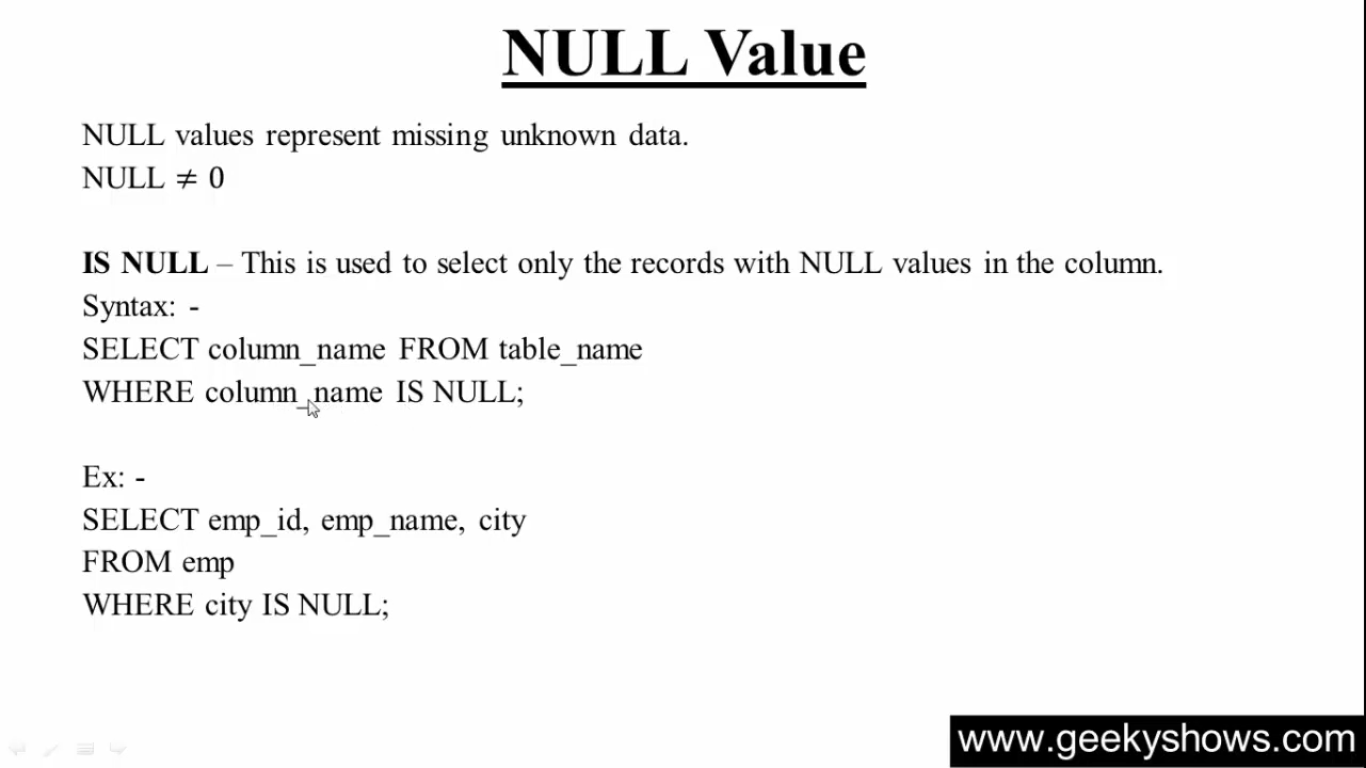 NULL Value
NULL values represent missing unknown data.
NULL ≠ 0
IS NULL – This is used to select only the records with NULL values in the column.
Syntax: -
SELECT column_name FROM table_name
WHERE column_name IS NULL;
Ex: -
SELECT emp_id, emp_name, city
FROM emp
WHERE city IS NULL;
www.geekyshows.com